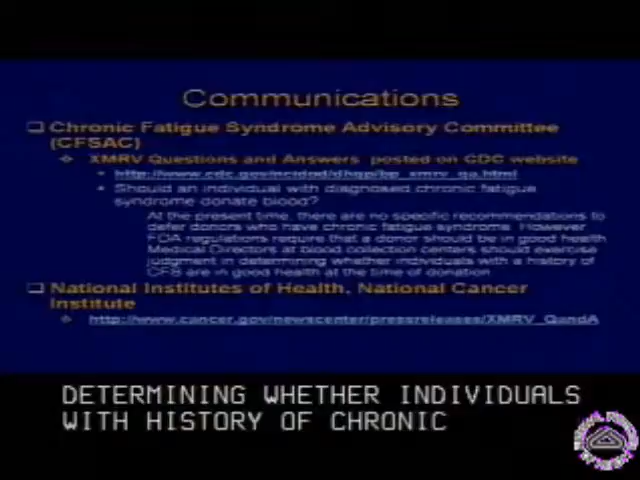 Communications
❑ Chronic Fatigue Syndrome Advisory Committee
(CFSAC)
❖ XMRV Questions and Answers posted on CDC website
• http://www.cdc.gov/ncidod/dhqp/bp_xmrv_qa.html
• Should an individual with diagnosed chronic fatigue
syndrome donate blood?
At the present time, there are no specific recommendations to
defer donors who have chronic fatigue syndrome. However
FDA regulations require that a donor should be in good health
Medical Directors at blood collection centers should exercise
judgment in determining whether individuals with a history of
CFS are in good health at the time of donation
❑ National Institutes of Health, National Cancer
Institute
❖ http://www.cancer.gov/newscenter/pressreleases/XMRV_QandA
DETERMINING WHETHER INDIVIDUALS
WITH HISTORY OF CHRONIC